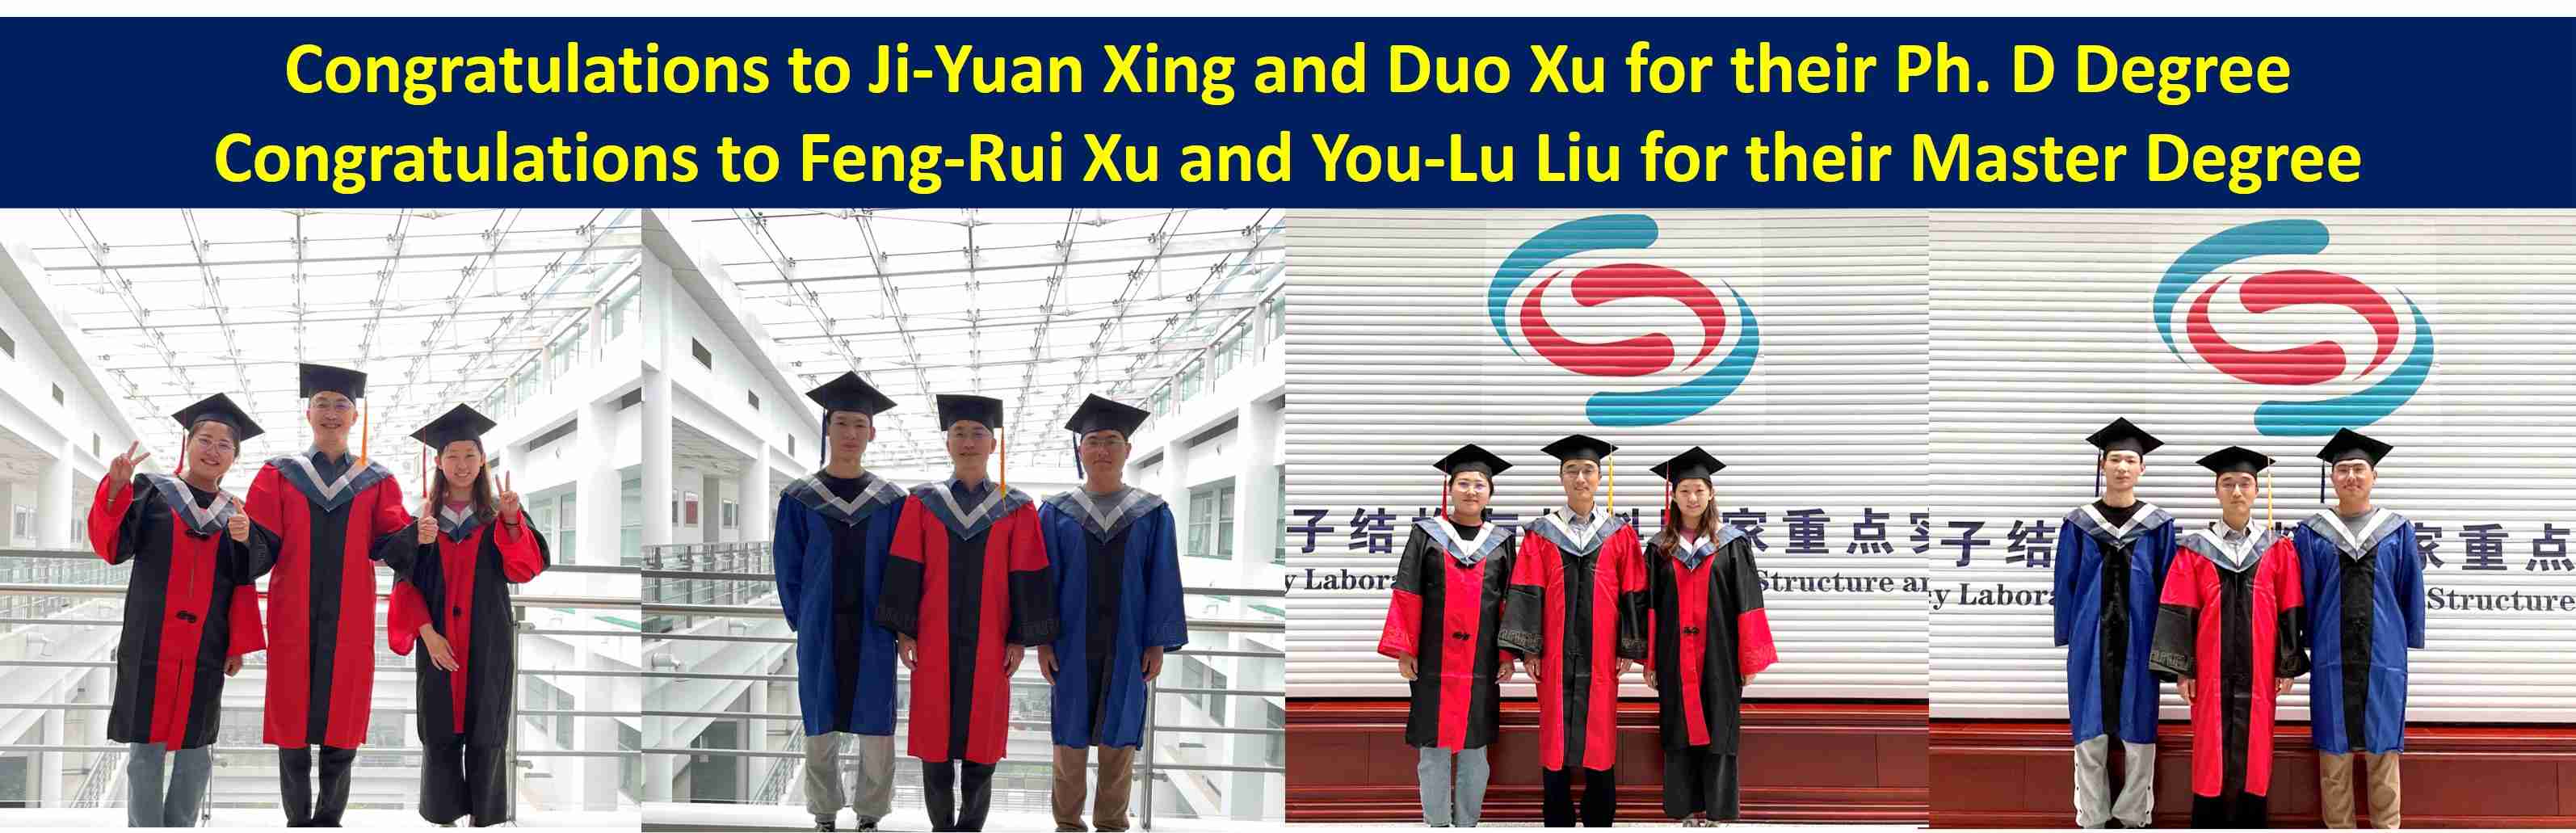 Congratulations to Ji-Yuan Xing and Duo Xu for their Ph. D Degree
Congratulations to Feng-Rui Xu and You-Lu Liu for their Master Degree
子结 家重点
y Labora Structure
子结 家重点
y Labora Structure